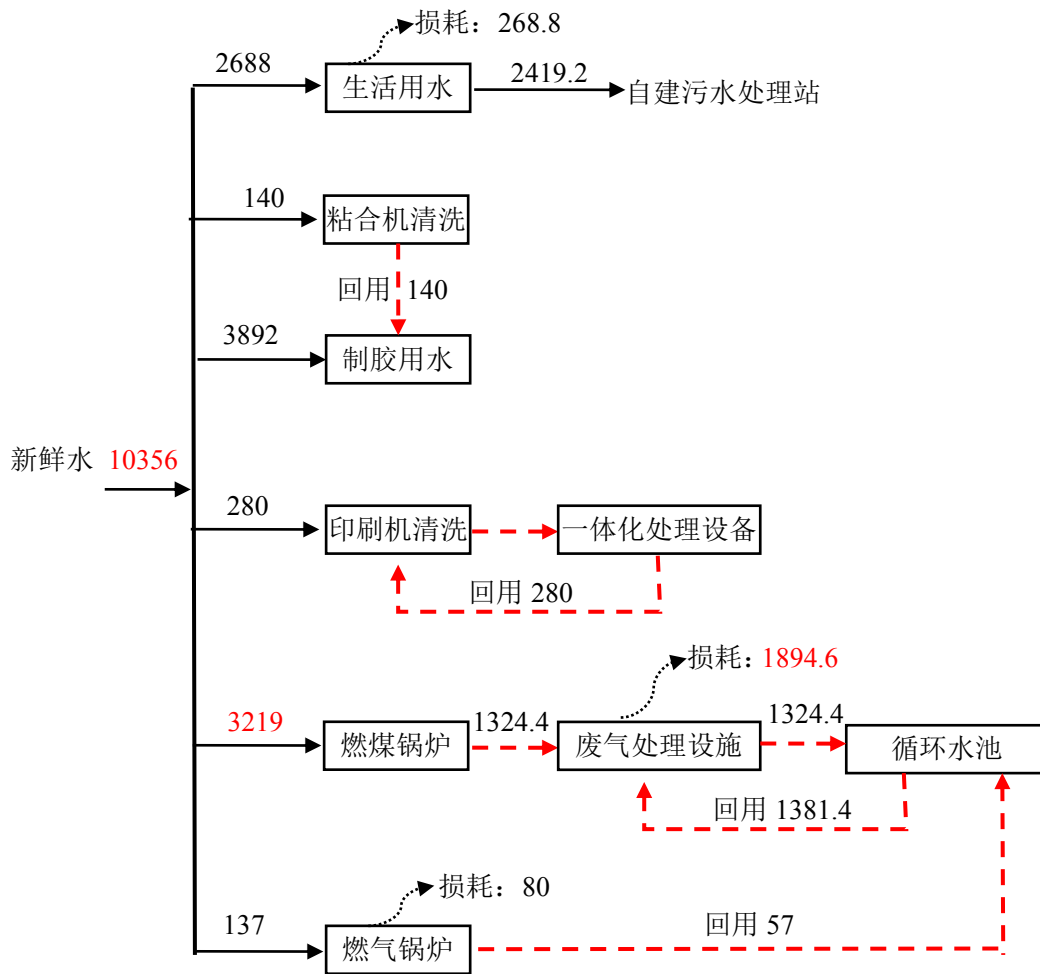 损耗：268.8
2688
生活用水
2419.2
自建污水处理站
140
粘合机清洗
回用 140
3892
制胶用水
新鲜水 10356
280
印刷机清洗
一体化处理设备
回用 280
损耗：1894.6
3219
燃煤锅炉
1324.4
废气处理设施
1324.4
循环水池
回用 1381.4
损耗：80
137
燃气锅炉
回用 57